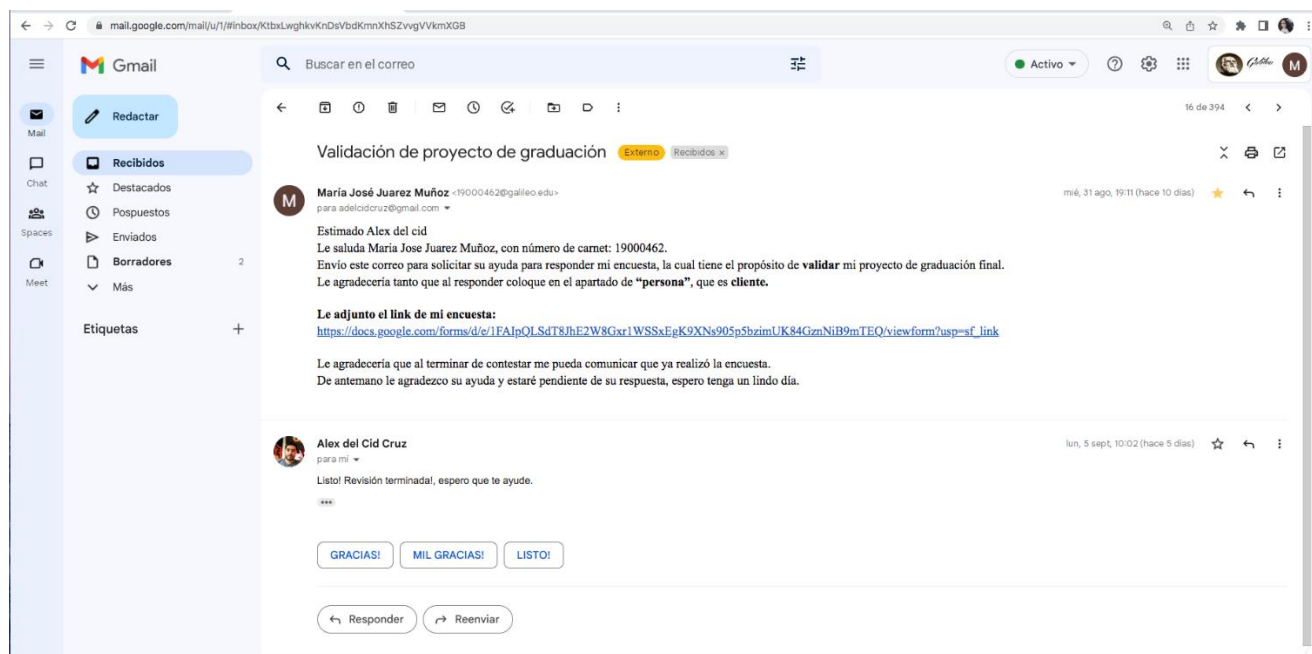 mail.google.com/mail/u/1/#inbox/KtbxLwghkvKnDsVbdKmnXhSZvvgVVkmXGB
Gmail
Buscar en el correo
Activo
Galileo
M
Mail
Redactar
16 de 394
Validación de proyecto de graduación Externo Recibidos x
Chat
Recibidos
Destacados
Spaces
Pospuestos
Enviados
Meet
Borradores 2
Más
Etiquetas +
M
María José Juarez Muñoz <19000462@galileo.edu>
mié, 31 ago, 19:11 (hace 10 días)
para adelcidcruz@gmail.com
Estimado Alex del cid
Le saluda Maria Jose Juarez Muñoz, con número de carnet: 19000462.
Envío este correo para solicitar su ayuda para responder mi encuesta, la cual tiene el propósito de validar mi proyecto de graduación final.
Le agradecería tanto que al responder coloque en el apartado de “persona”, que es cliente.
Le adjunto el link de mi encuesta:
https://docs.google.com/forms/d/e/1FAIpQLSdT8JhE2W8Gxr1WSSxEgK9XNs905p5bzimUK84GznNiB9mTEQ/viewform?usp=sf_link
Le agradecería que al terminar de contestar me pueda comunicar que ya realizó la encuesta.
De antemano le agradezco su ayuda y estaré pendiente de su respuesta, espero tenga un lindo día.
Alex del Cid Cruz
lun, 5 sept, 10:02 (hace 5 días)
para mí
Listo! Revisión terminada!, espero que te ayude.
GRACIAS!
MIL GRACIAS!
LISTO!
Responder
Reenviar